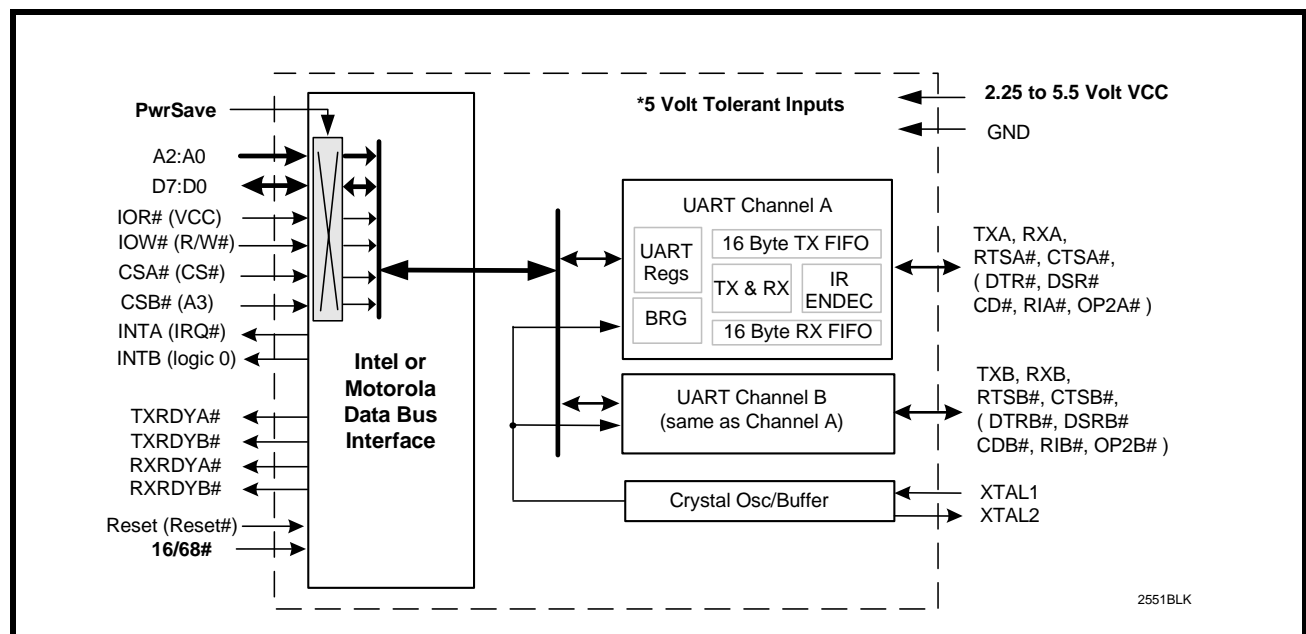 PwrSave
A2:A0
D7:D0
IOR# (VCC)
IOW# (R/W#)
CSA# (CS#)
CSB# (A3)
INTA (IRQ#)
INTB (logic 0)
TXRDYA#
TXRDYB#
RXRDYA#
RXRDYB#
Reset (Reset#)
16/68#
Intel or
Motorola
Data Bus
Interface
*5 Volt Tolerant Inputs
2.25 to 5.5 Volt VCC
GND
UART Channel A
UART
Regs
BRG
16 Byte TX FIFO
TX & RX
IR
ENDEC
16 Byte RX FIFO
TXA, RXA,
RTSA#, CTSA#,
( DTR#, DSR#
CD#, RIA#, OP2A# )
UART Channel B
(same as Channel A)
TXB, RXB,
RTSB#, CTSB#,
( DTRB#, DSRB#
CDB#, RIB#, OP2B# )
Crystal Osc/Buffer
XTAL1
XTAL2
2551BLK